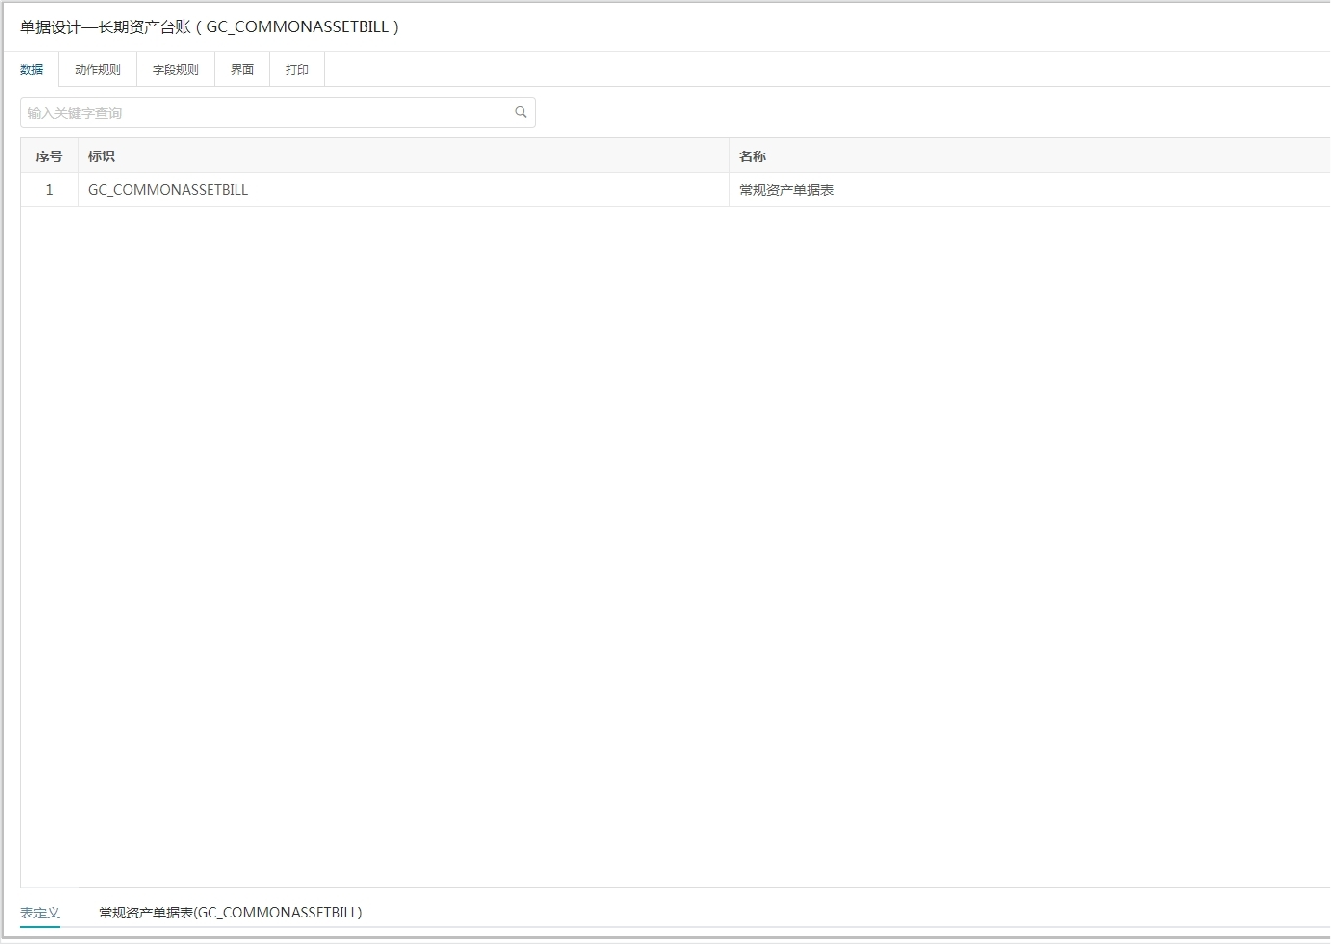 单据设计—长期资产台账（GC_COMMONASSETBILL）
数据 动作规则 字段规则 界面 打印
输入关键字查询
序号 标识 名称
1 GC_COMMONASSETBILL 常规资产单据表
表定义 常规资产单据表(GC_COMMONASSETBILL)